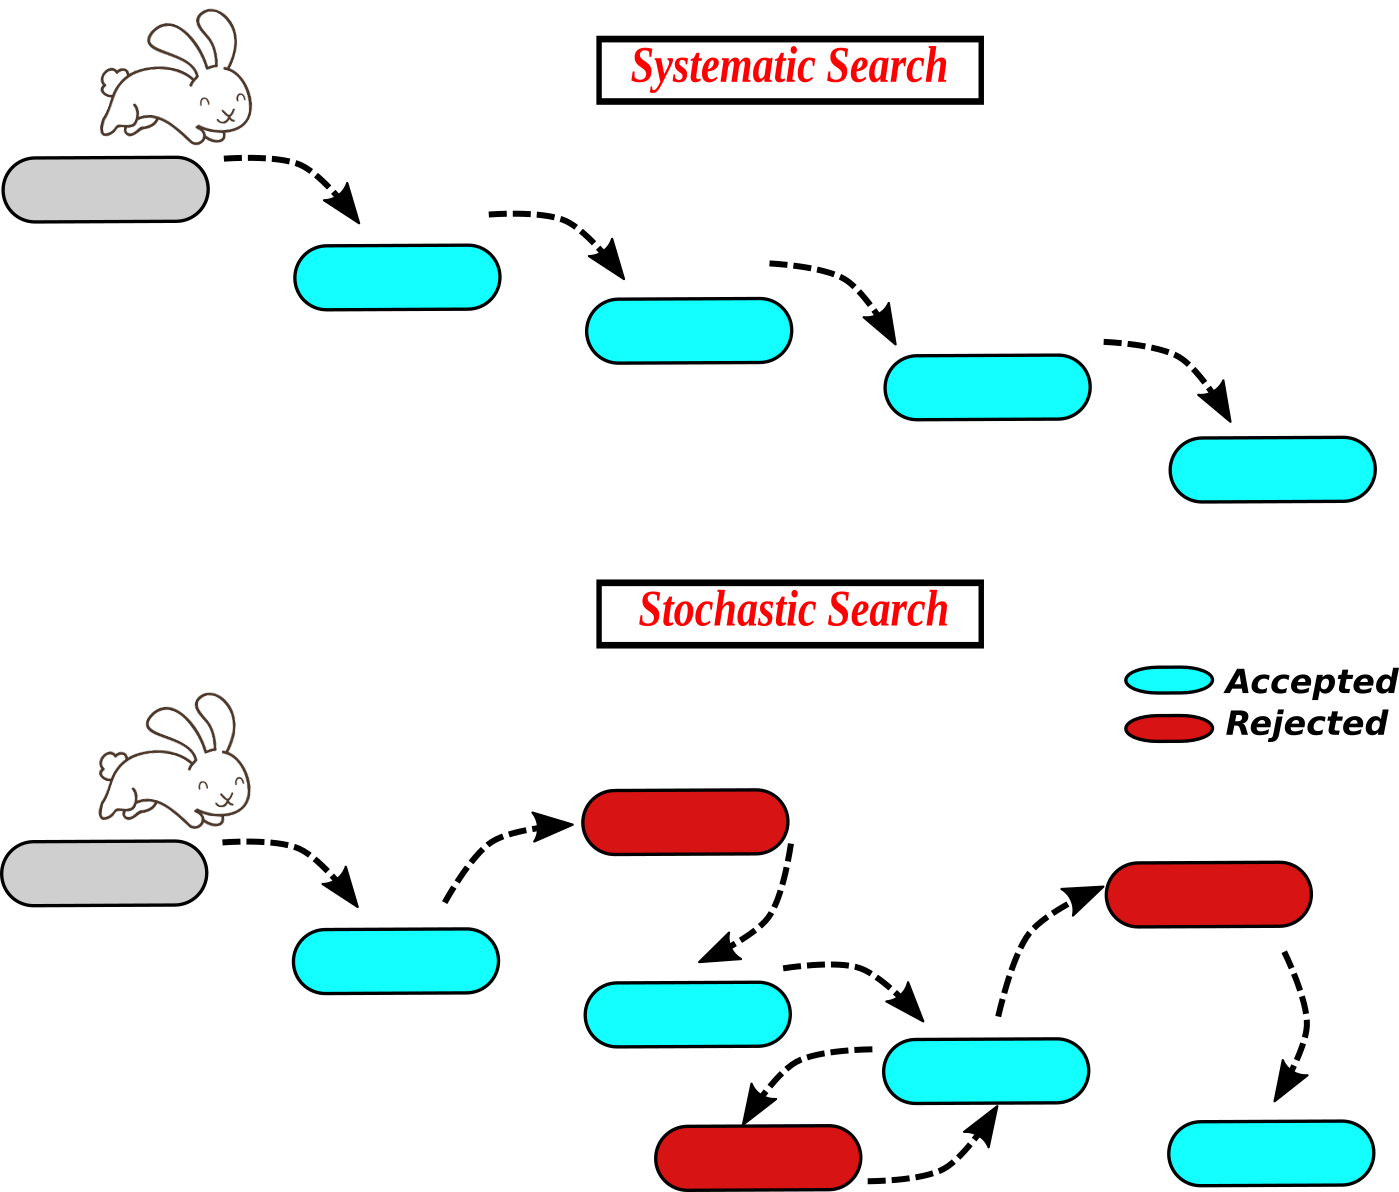 Systematic Search
Stochastic Search
Accepted
Rejected